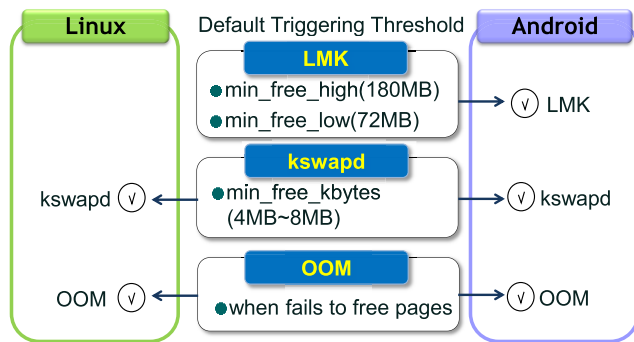 Linux
Default Triggering Threshold
Android
LMK
min_free_high(180MB)
min_free_low(72MB)
√ LMK
kswapd
kswapd √
min_free_kbytes
(4MB~8MB)
√ kswapd
OOM
OOM √
when fails to free pages
√ OOM